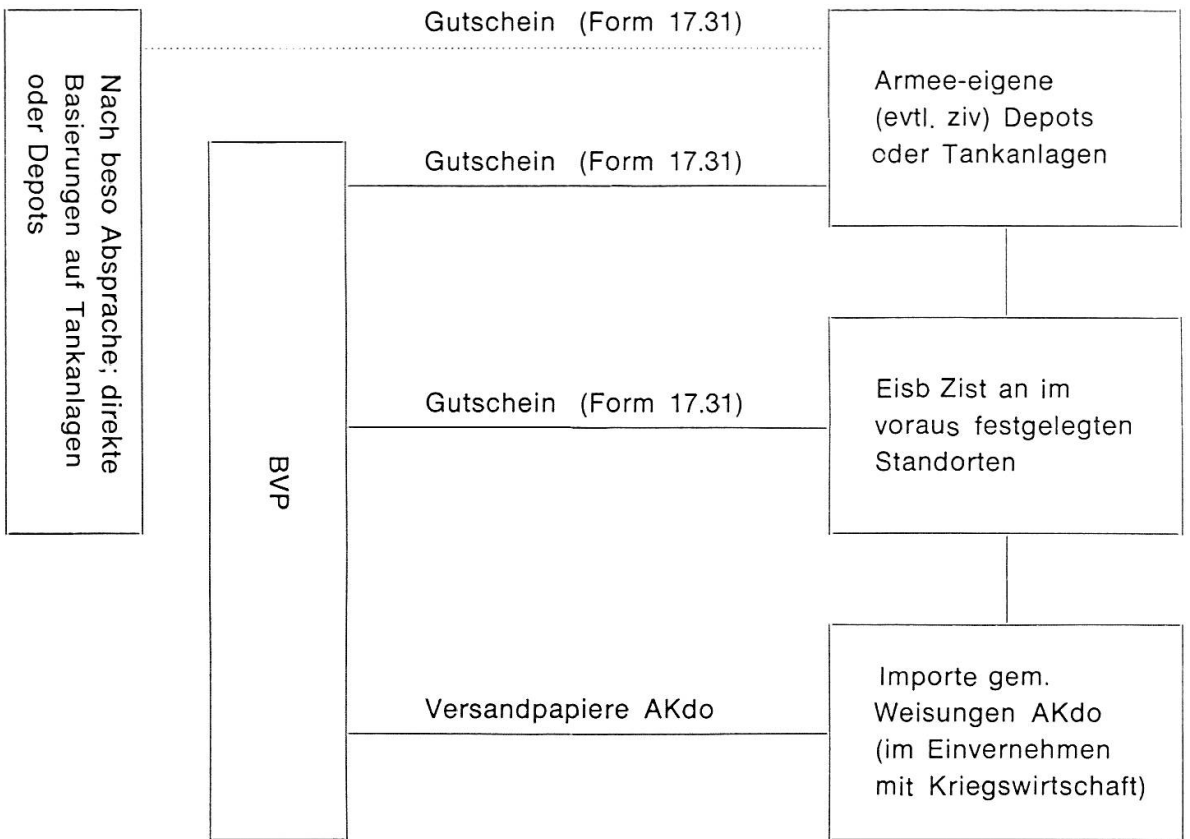 Gutschein (Form 17.31)
Nach beso Absprache; direkte
Basierungen auf Tankanlagen
oder Depots
Armee-eigene
(evtl. ziv) Depots
oder Tankanlagen
Gutschein (Form 17.31)
BVP
Gutschein (Form 17.31)
Eisb Zist an im
voraus festgelegten
Standorten
Versandpapiere AKdo
Importe gem.
Weisungen AKdo
(im Einvernehmen
mit Kriegswirtschaft)